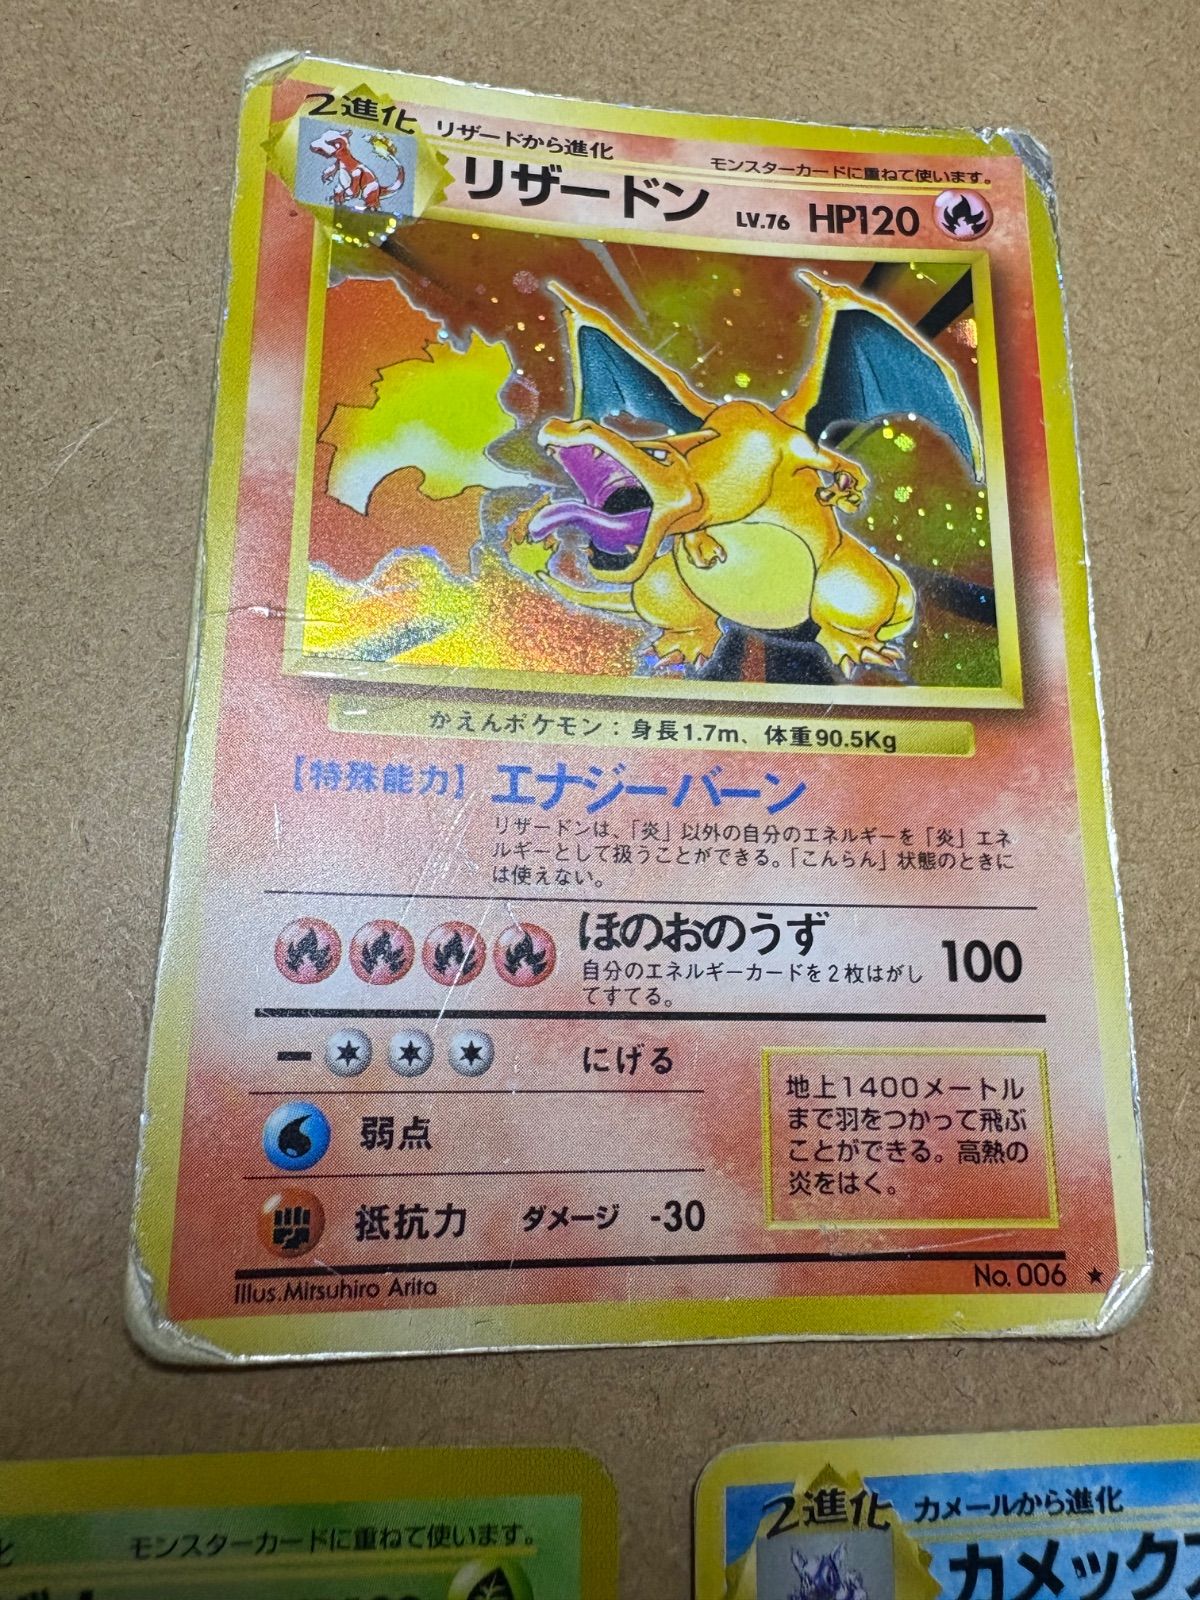 2進化
リザードから進化
モンスターカードに重ねて使います。
リザードン LV.76 HP120
かえんポケモン：身長1.7m、体重90.5Kg
【特殊能力】 エナジーバーン
リザードンは、「炎」以外の自分のエネルギーを「炎」エネ
ルギーとして扱うことができる。「こんらん」状態のときに
は使えない。
ほのおのうず 100
自分のエネルギーカードを2枚はがし
てすてる。
にげる
弱点
抵抗力 ダメージ -30
地上1400メートル
まで羽をつかって飛ぶ
ことができる。高熱の
炎をはく。
Illus.Mitsuhiro Arita
No.006 ★
モンスターカードに重ねて使います。
2進化
カメールから進化
カメックス